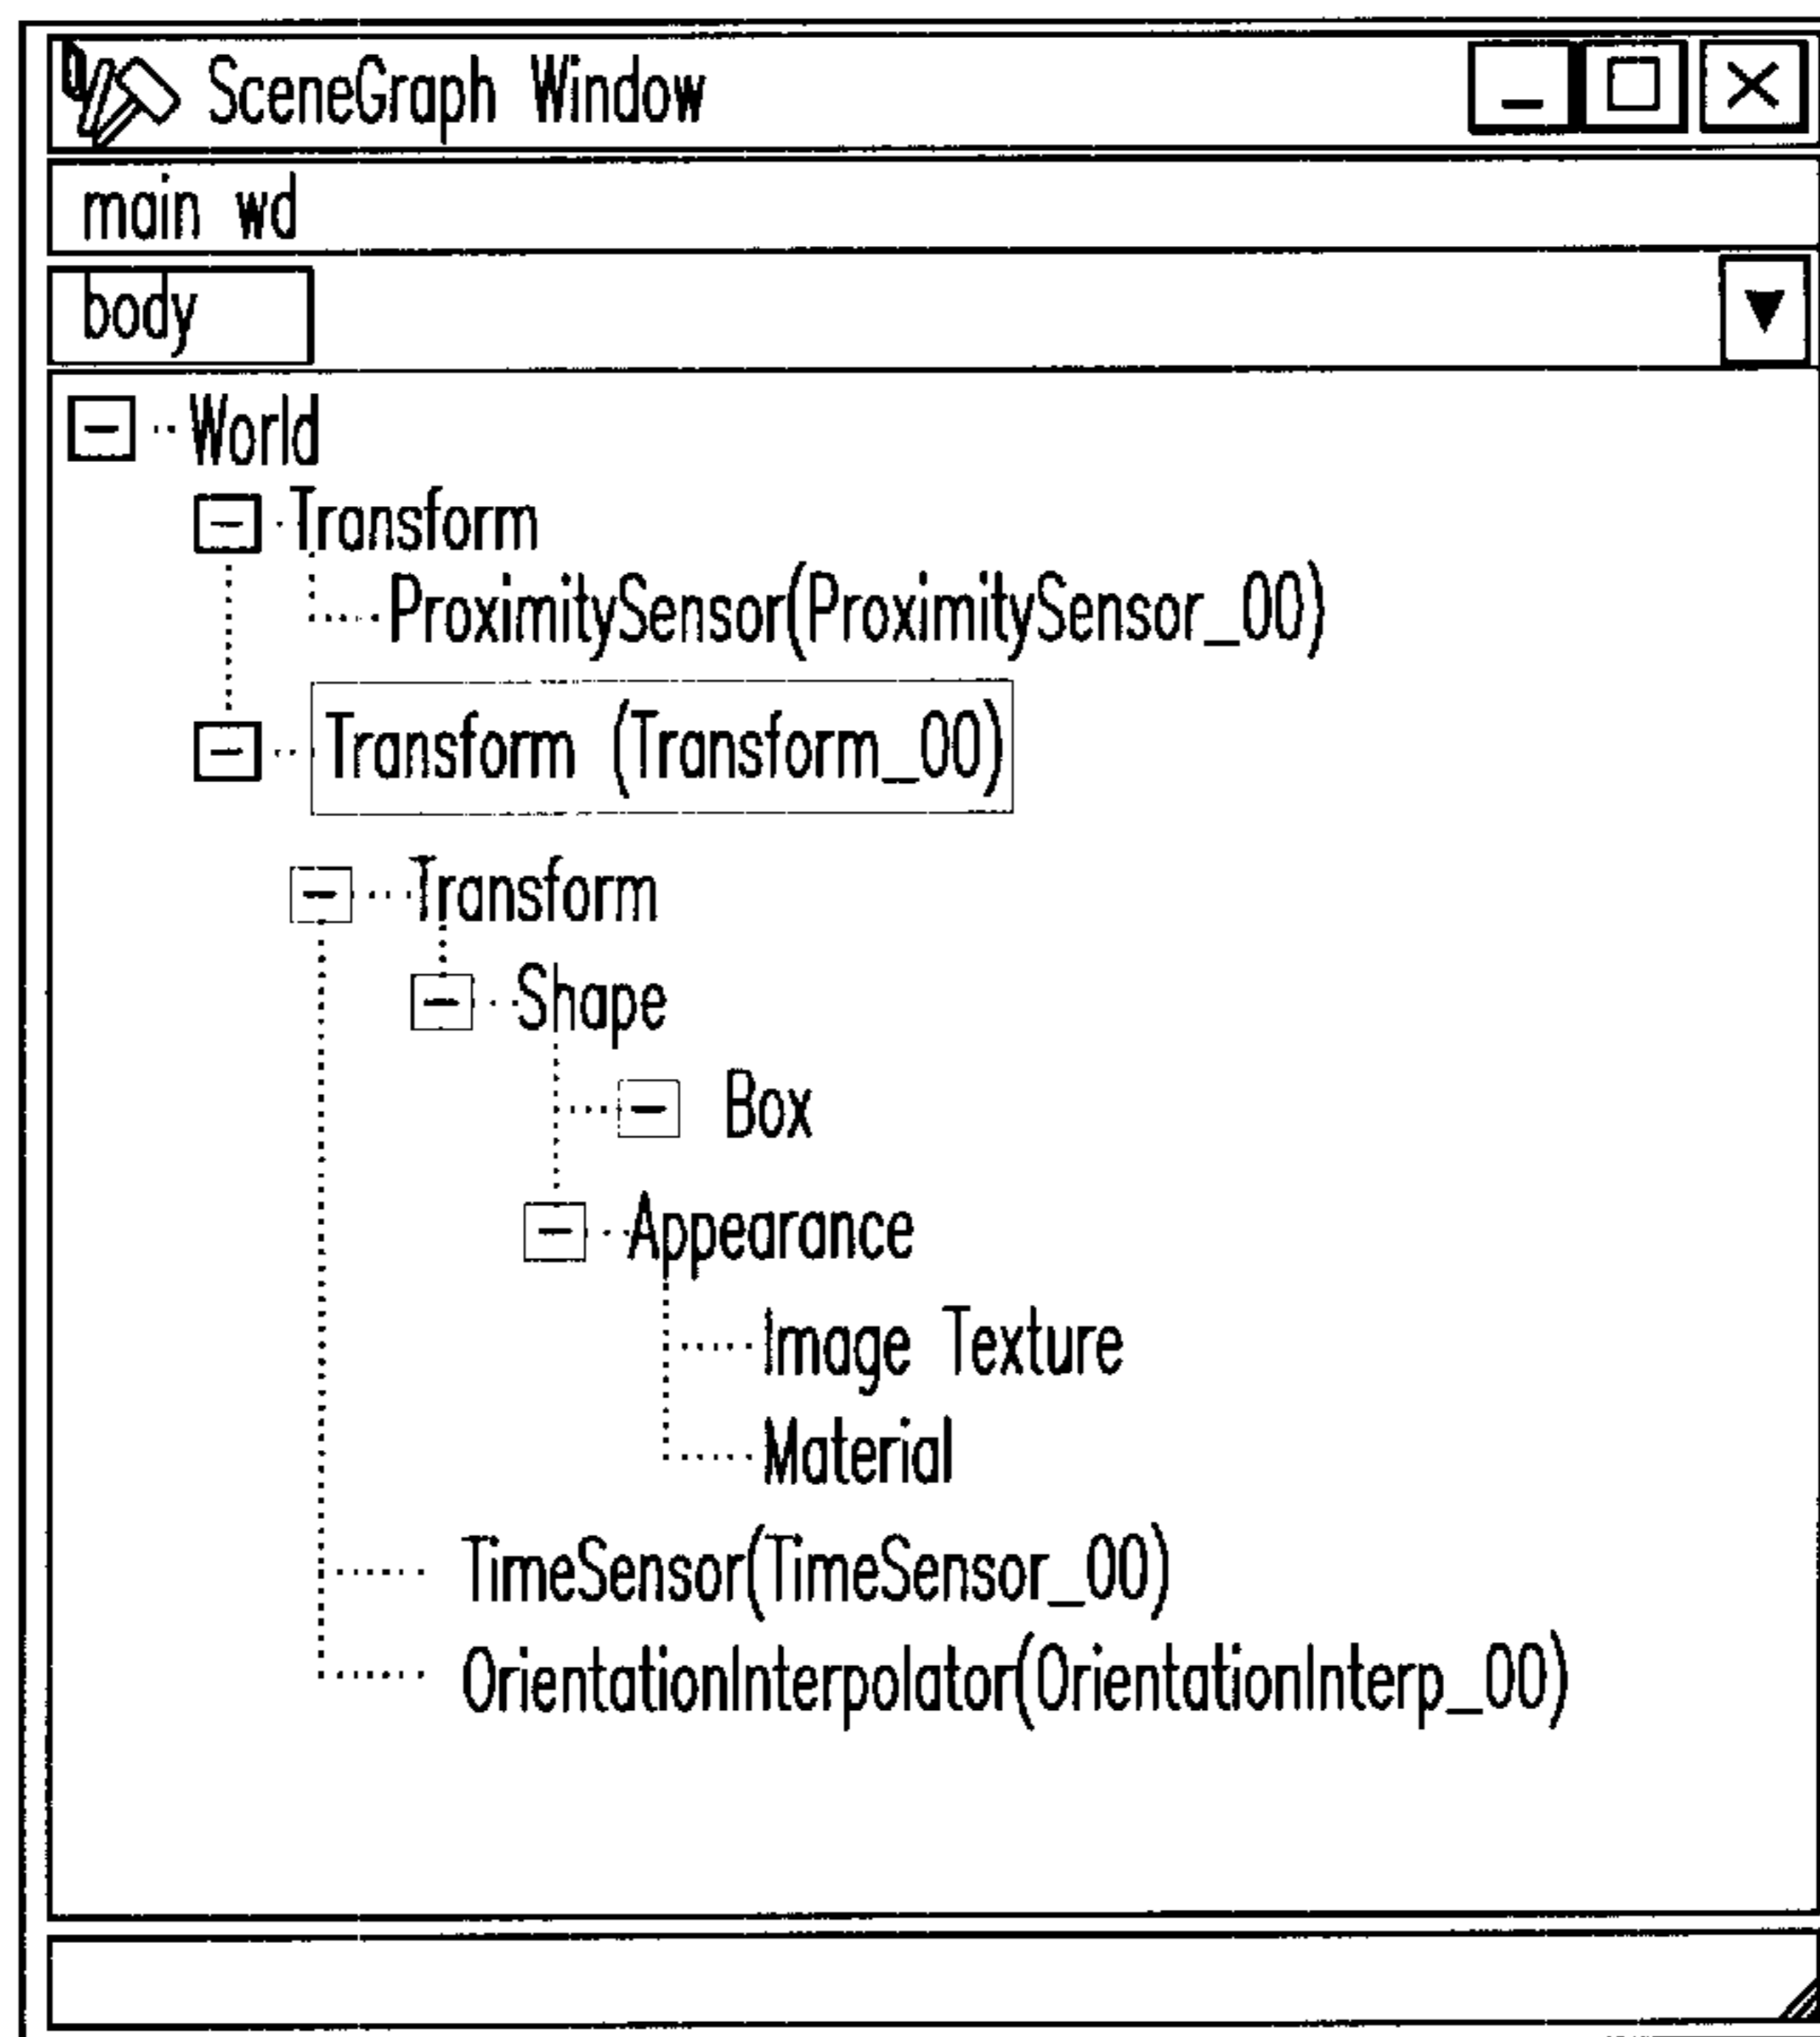 SceneGraph Window
main wd
body
World
Transform
ProximitySensor(ProximitySensor_00)
Transform (Transform_00)
Transform
Shape
Box
Appearance
Image Texture
Material
TimeSensor(TimeSensor_00)
OrientationInterpolator(OrientationInterp_00)